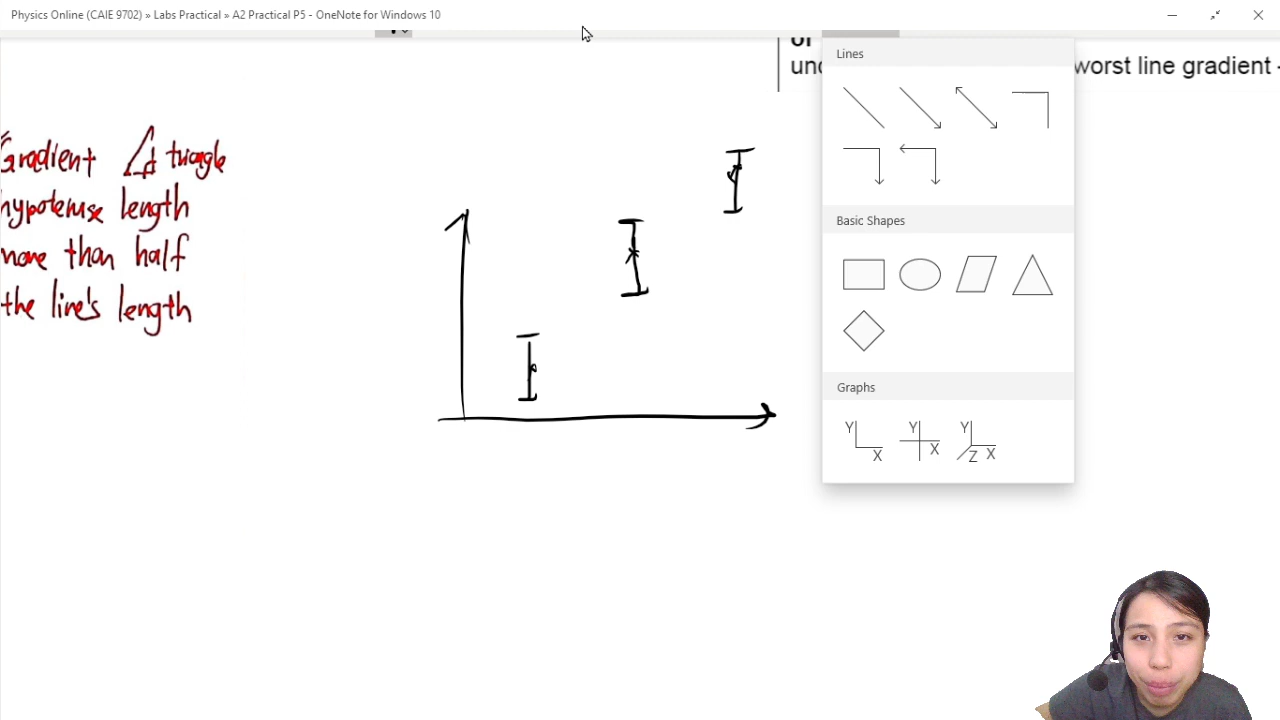 Physics Online (CAIE 9702) » Labs Practical » A2 Practical P5 - OneNote for Windows 10
or
worst line gradient -
Lines
Gradient triangle
hypotenuse length
more than half
the line's length
Basic Shapes
Graphs
Y
X
Y
X
Y
Z X